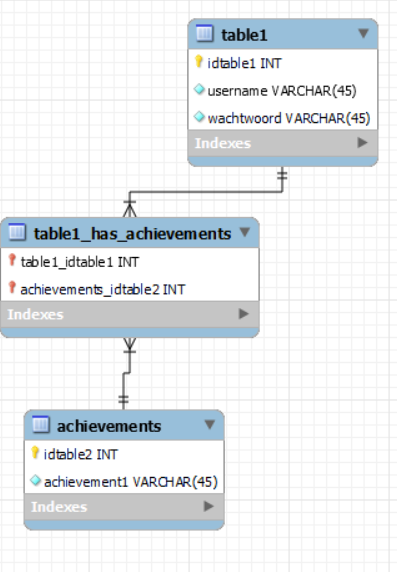 table1
idtable1 INT
username VARCHAR(45)
wachtwoord VARCHAR(45)
Indexes
table1_has_achievements
table1_idtable1 INT
achievements_idtable2 INT
Indexes
achievements
idtable2 INT
achievement1 VARCHAR(45)
Indexes